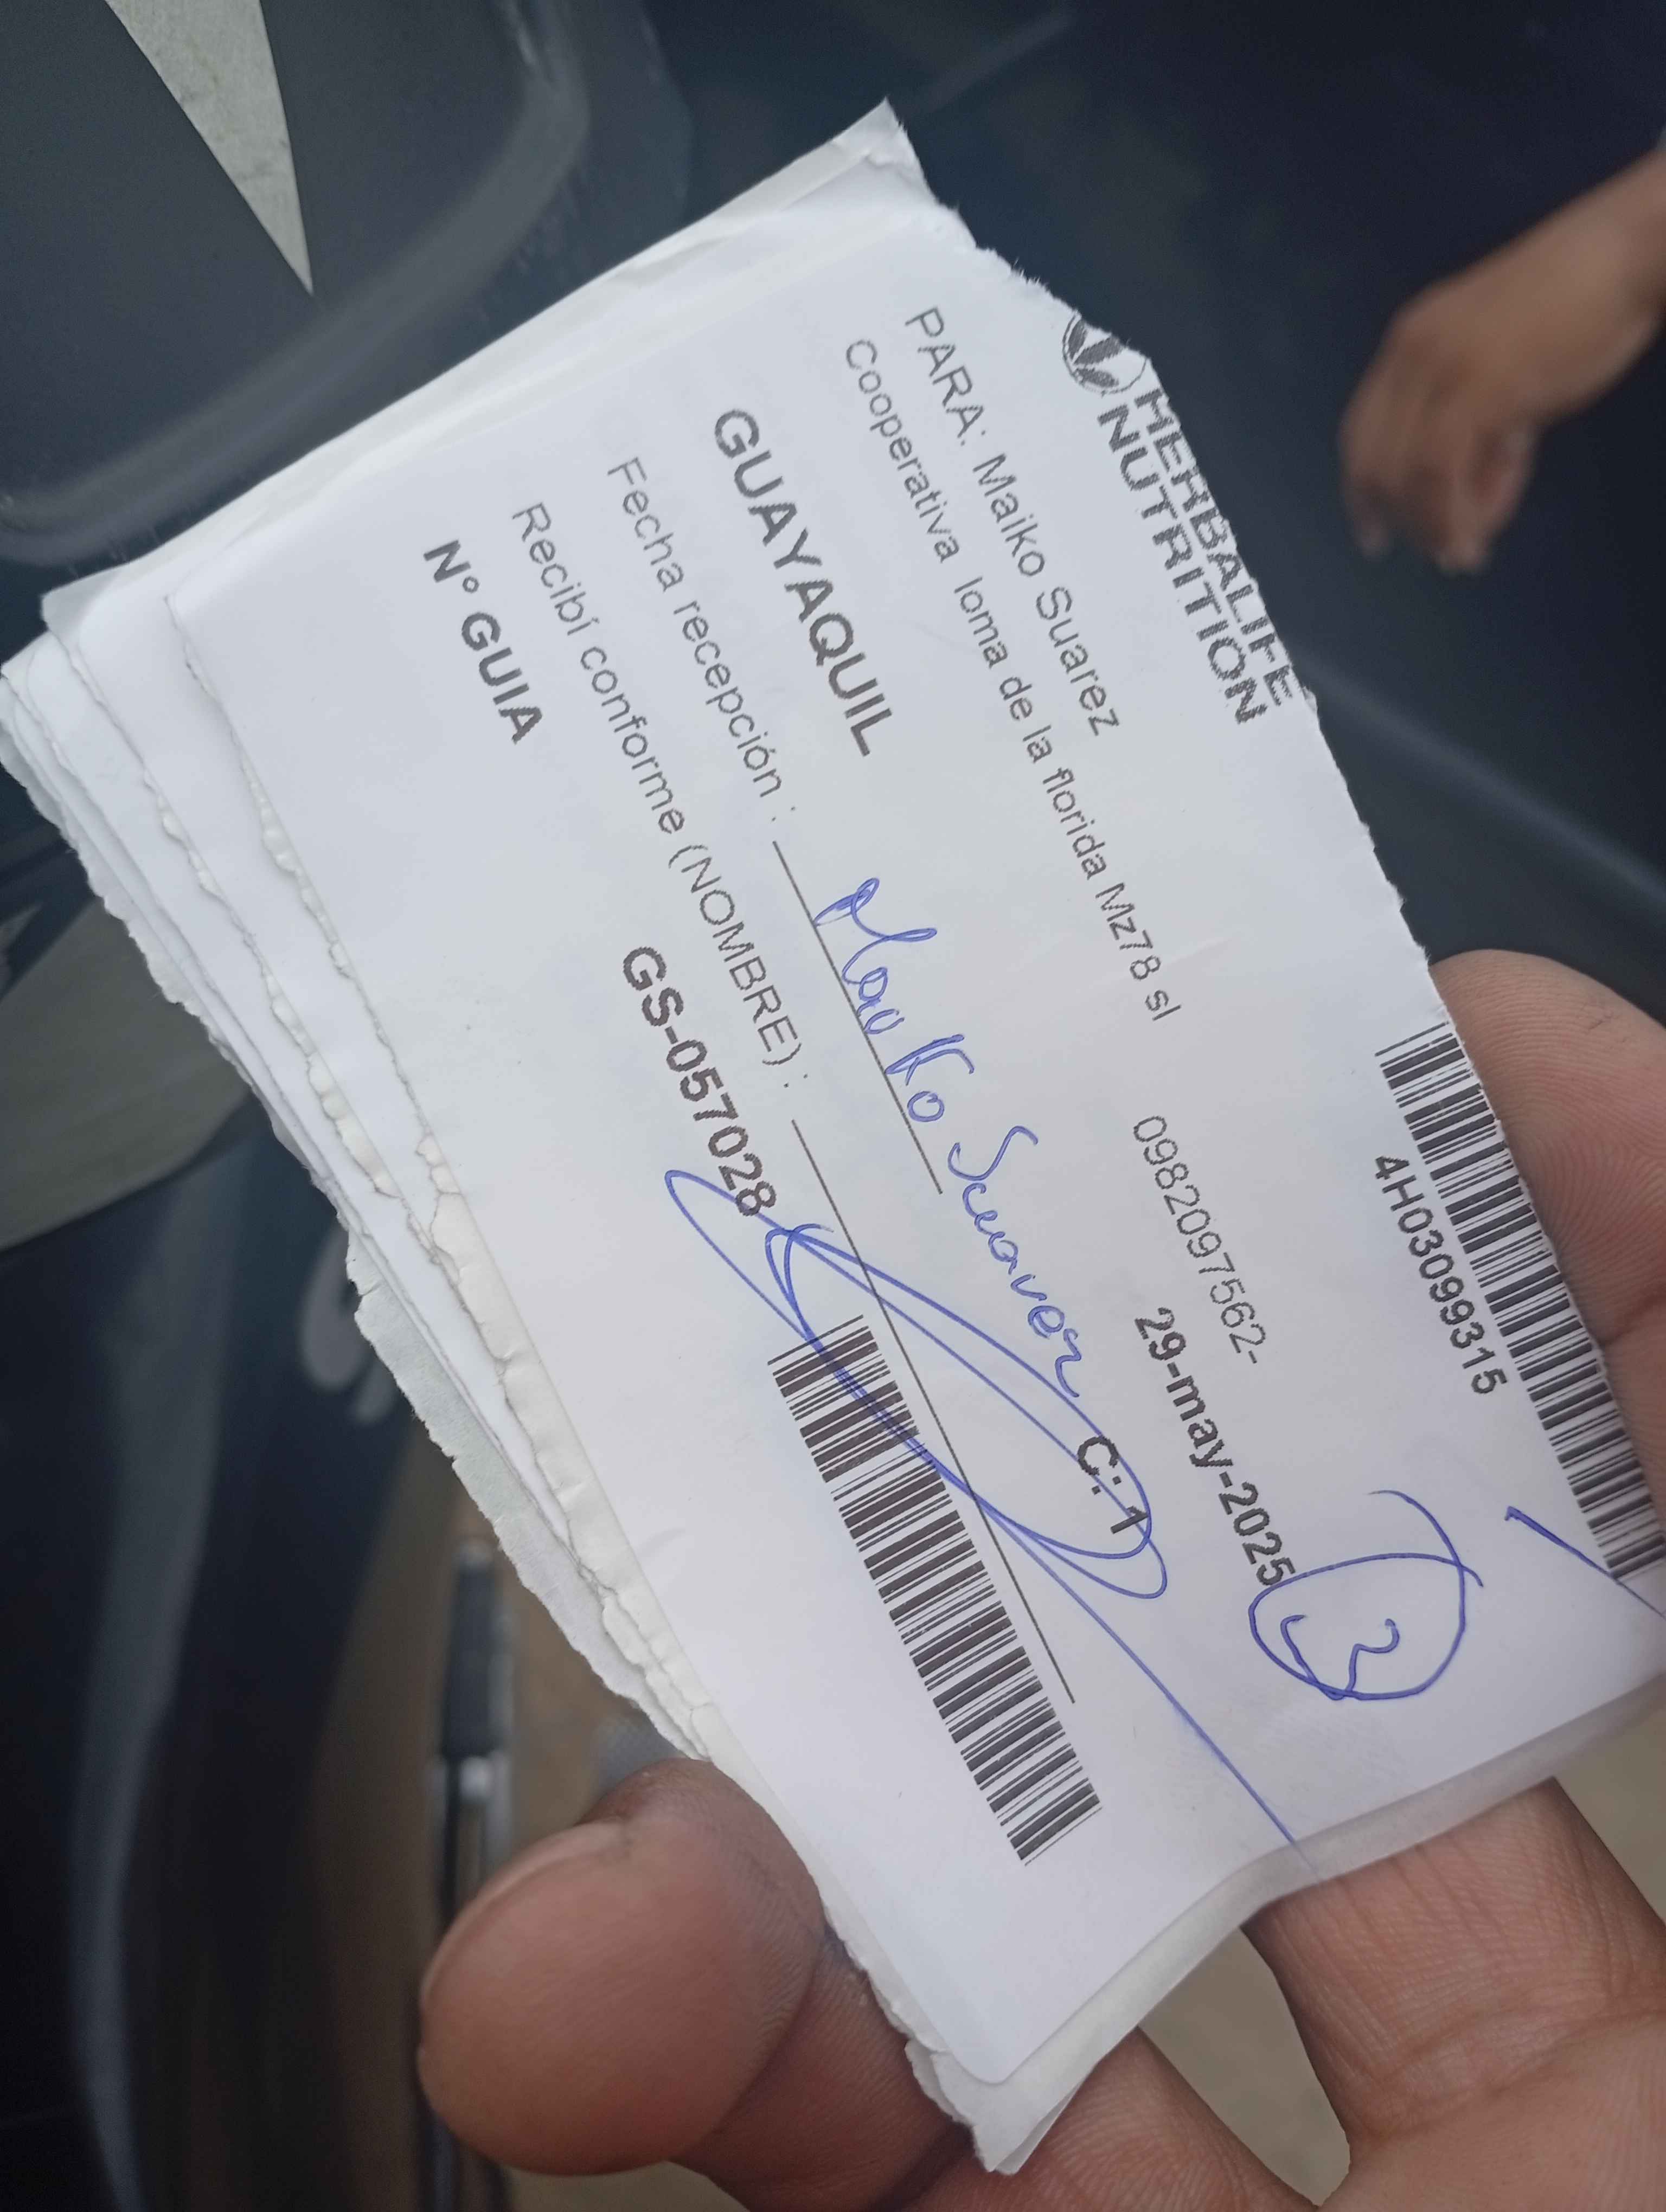 HERBALIFE
NUTRITION
4H03099315
PARA: Maiko Suarez
0982097562-
Cooperativa loma de la florida Mz78 sl
29-may-2025
3
GUAYAQUIL
C: 1
Fecha recepción : Maiko Suarez
Recibí conforme (NOMBRE) :
N° GUIA GS-057028